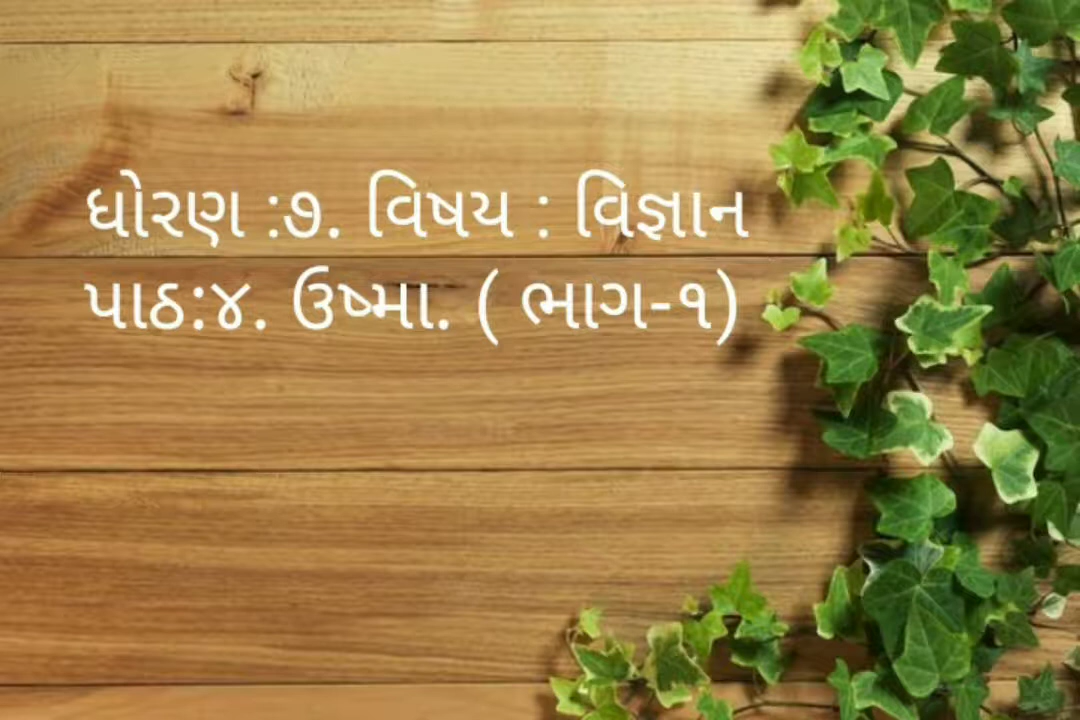 ધોરણ :૭. વિષય : વિજ્ઞાન
પાઠ:૪. ઉષ્મા. ( ભાગ-૧)